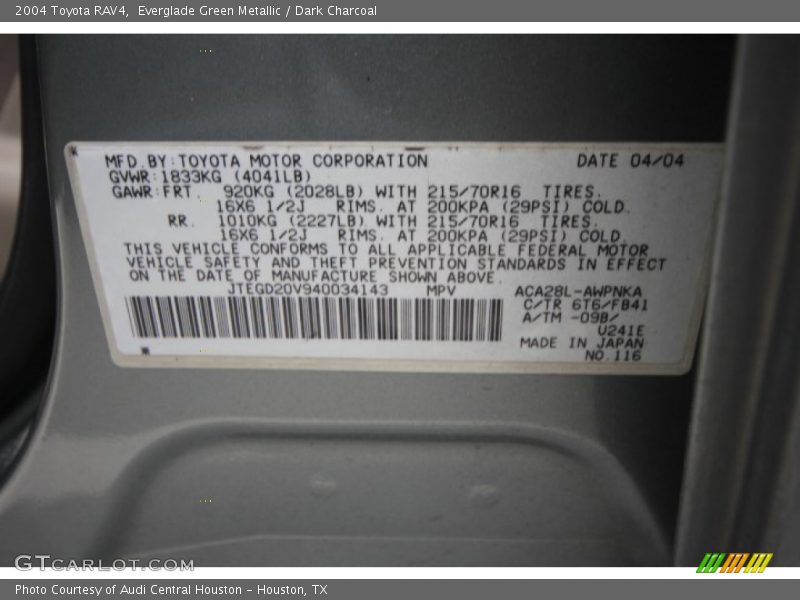 2004 Toyota RAV4,  Everglade Green Metallic / Dark Charcoal
MFD.BY:TOYOTA MOTOR CORPORATION DATE 04/04
GVWR:1833KG (4041LB)
GAWR:FRT. 920KG (2028LB) WITH 215/70R16 TIRES.
16X6 1/2J RIMS. AT 200KPA (29PSI) COLD.
RR. 1010KG (2227LB) WITH 215/70R16 TIRES.
16X6 1/2J RIMS. AT 200KPA (29PSI) COLD.
THIS VEHICLE CONFORMS TO ALL APPLICABLE FEDERAL MOTOR
VEHICLE SAFETY AND THEFT PREVENTION STANDARDS IN EFFECT
ON THE DATE OF MANUFACTURE SHOWN ABOVE.
JTEGD20V940034143 MPV ACA28L-AWPNKA
C/TR 6T6/FB41
A/TM -09B/
U241E
MADE IN JAPAN
NO.116
GTCARLOT.COM
Photo Courtesy of Audi Central Houston - Houston, TX